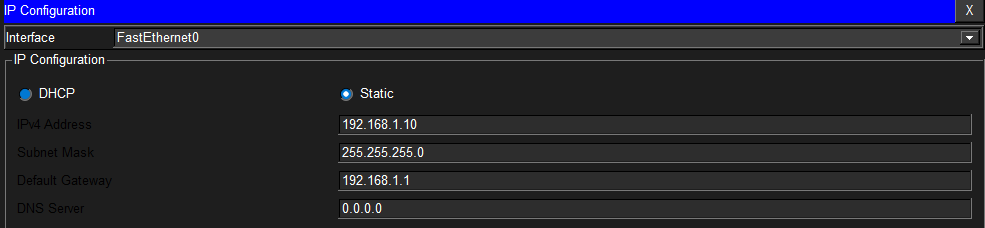 IP Configuration X
Interface FastEthernet0
IP Configuration
DHCP Static
IPv4 Address 192.168.1.10
Subnet Mask 255.255.255.0
Default Gateway 192.168.1.1
DNS Server 0.0.0.0